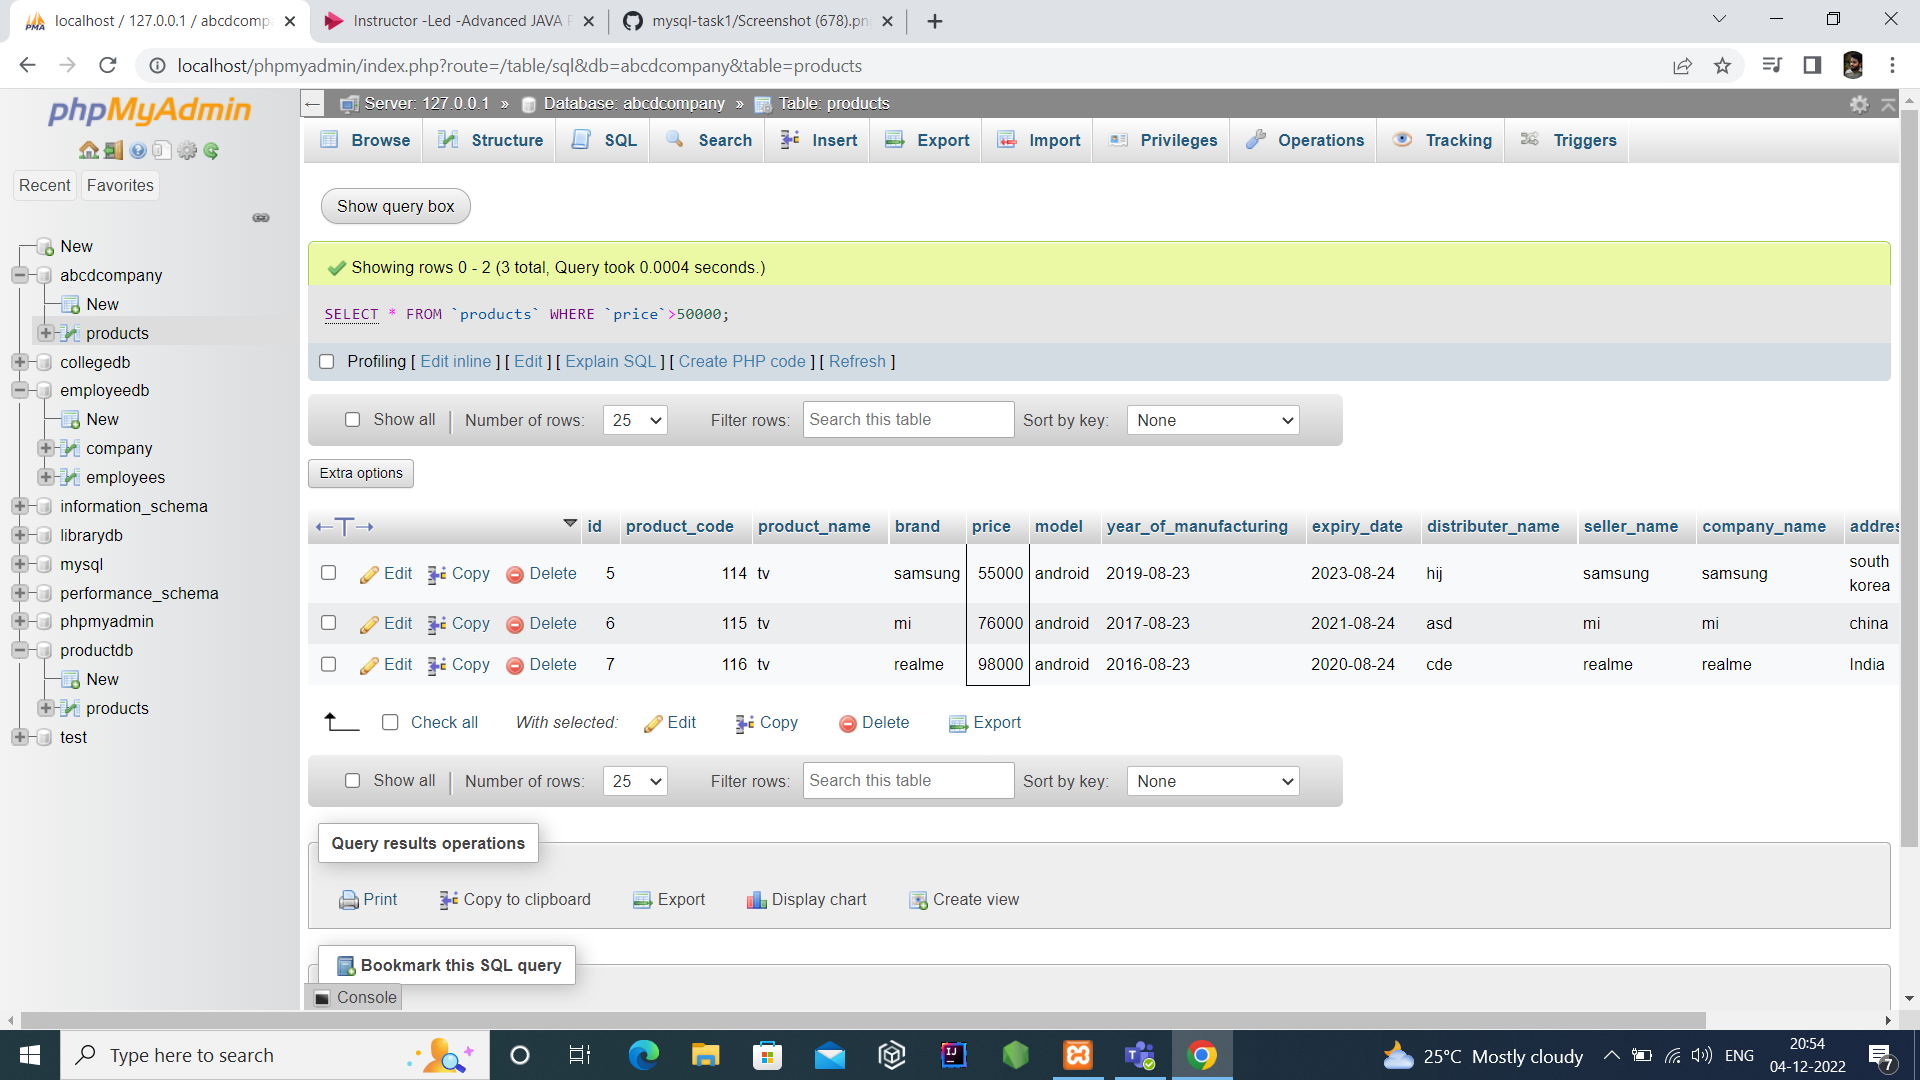 localhost / 127.0.0.1 / abcdcomp
Instructor -Led -Advanced JAVA
mysql-task1/Screenshot (678).pn
localhost/phpmyadmin/index.php?route=/table/sql&db=abcdcompany&table=products
phpMyAdmin
Recent Favorites
New
abcdcompany
New
products
collegedb
employeedb
New
company
employees
information_schema
librarydb
mysql
performance_schema
phpmyadmin
productdb
New
products
test
Server: 127.0.0.1 » Database: abcdcompany » Table: products
Browse Structure SQL Search Insert Export Import Privileges Operations Tracking Triggers
Show query box
Showing rows 0 - 2 (3 total, Query took 0.0004 seconds.)
SELECT * FROM `products` WHERE `price`>50000;
Profiling [ Edit inline ] [ Edit ] [ Explain SQL ] [ Create PHP code ] [ Refresh ]
Show all Number of rows: 25 Filter rows: Search this table Sort by key: None
Extra options
←T→ id product_code product_name brand price model year_of_manufacturing expiry_date distributer_name seller_name company_name addres
Edit Copy Delete 5 114 tv samsung 55000 android 2019-08-23 2023-08-24 hij samsung samsung south korea
Edit Copy Delete 6 115 tv mi 76000 android 2017-08-23 2021-08-24 asd mi mi china
Edit Copy Delete 7 116 tv realme 98000 android 2016-08-23 2020-08-24 cde realme realme India
Check all With selected: Edit Copy Delete Export
Show all Number of rows: 25 Filter rows: Search this table Sort by key: None
Query results operations
Print Copy to clipboard Export Display chart Create view
Bookmark this SQL query
Console
Type here to search
25°C Mostly cloudy
ENG
20:54
04-12-2022
7